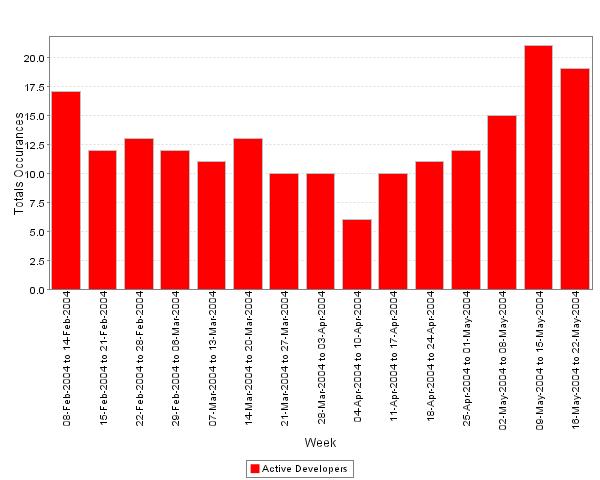 20.0
17.5
15.0
12.5
10.0
7.5
5.0
2.5
0.0
Totals Occurances
08-Feb-2004 to 14-Feb-2004
15-Feb-2004 to 21-Feb-2004
22-Feb-2004 to 28-Feb-2004
29-Feb-2004 to 06-Mar-2004
07-Mar-2004 to 13-Mar-2004
14-Mar-2004 to 20-Mar-2004
21-Mar-2004 to 27-Mar-2004
28-Mar-2004 to 03-Apr-2004
04-Apr-2004 to 10-Apr-2004
11-Apr-2004 to 17-Apr-2004
18-Apr-2004 to 24-Apr-2004
25-Apr-2004 to 01-May-2004
02-May-2004 to 08-May-2004
09-May-2004 to 15-May-2004
16-May-2004 to 22-May-2004
Week
Active Developers